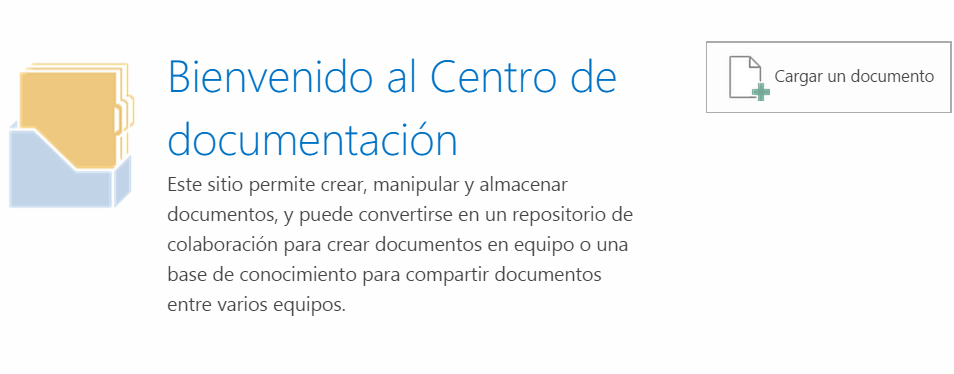 Bienvenido al Centro de
documentación
Este sitio permite crear, manipular y almacenar
documentos, y puede convertirse en un repositorio de
colaboración para crear documentos en equipo o una
base de conocimiento para compartir documentos
entre varios equipos.
Cargar un documento